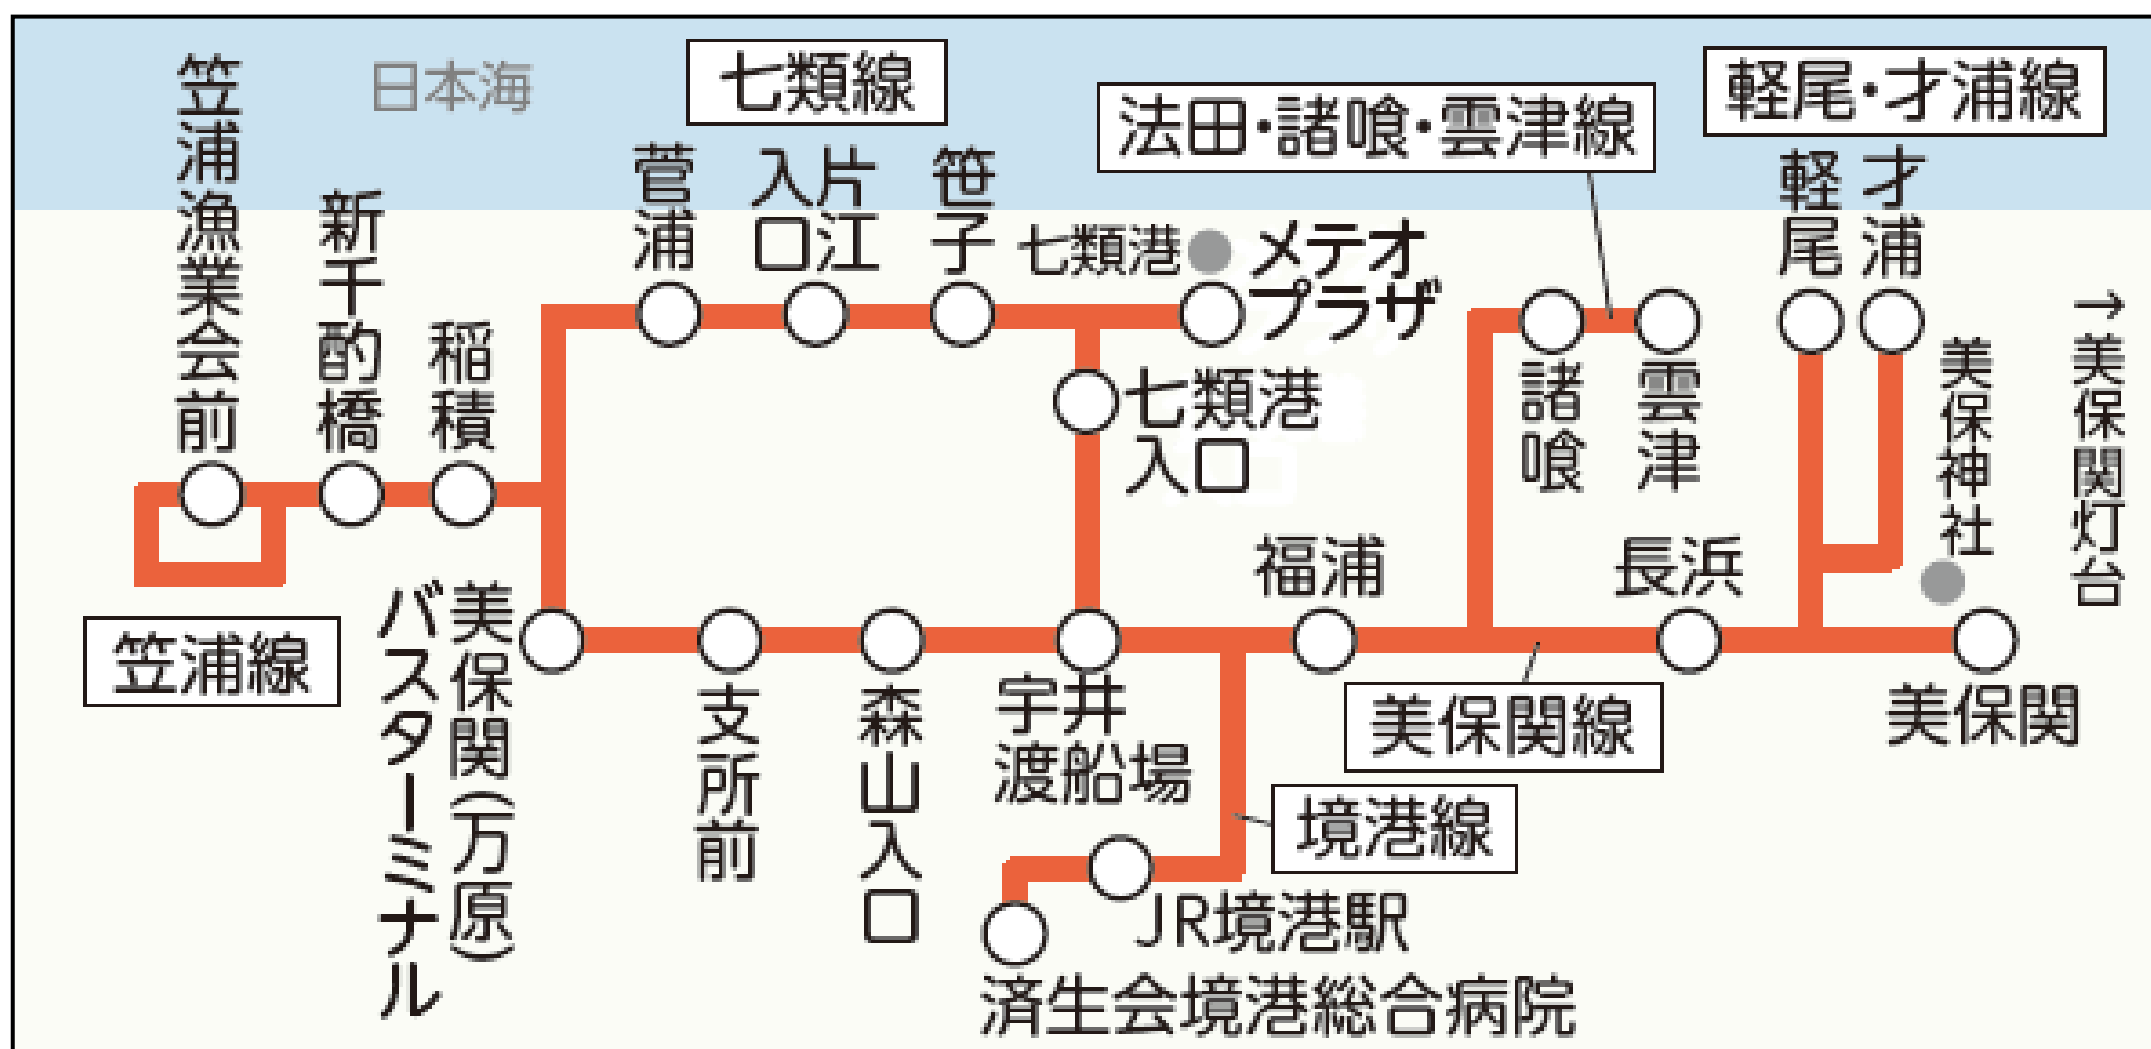 日本海
七類線
法田・諸喰・雲津線
軽尾・才浦線
笠浦漁業会前
新千酌橋
稲積
菅浦
片江
入口
笹子
七類港
メテオ
プラザ
七類港
入口
諸喰
雲津
軽尾
才浦
美保神社
→美保関灯台
笠浦線
美保関(万原)
バスターミナル
支所前
森山入口
宇井
渡船場
福浦
長浜
美保関線
美保関
境港線
JR境港駅
済生会境港総合病院